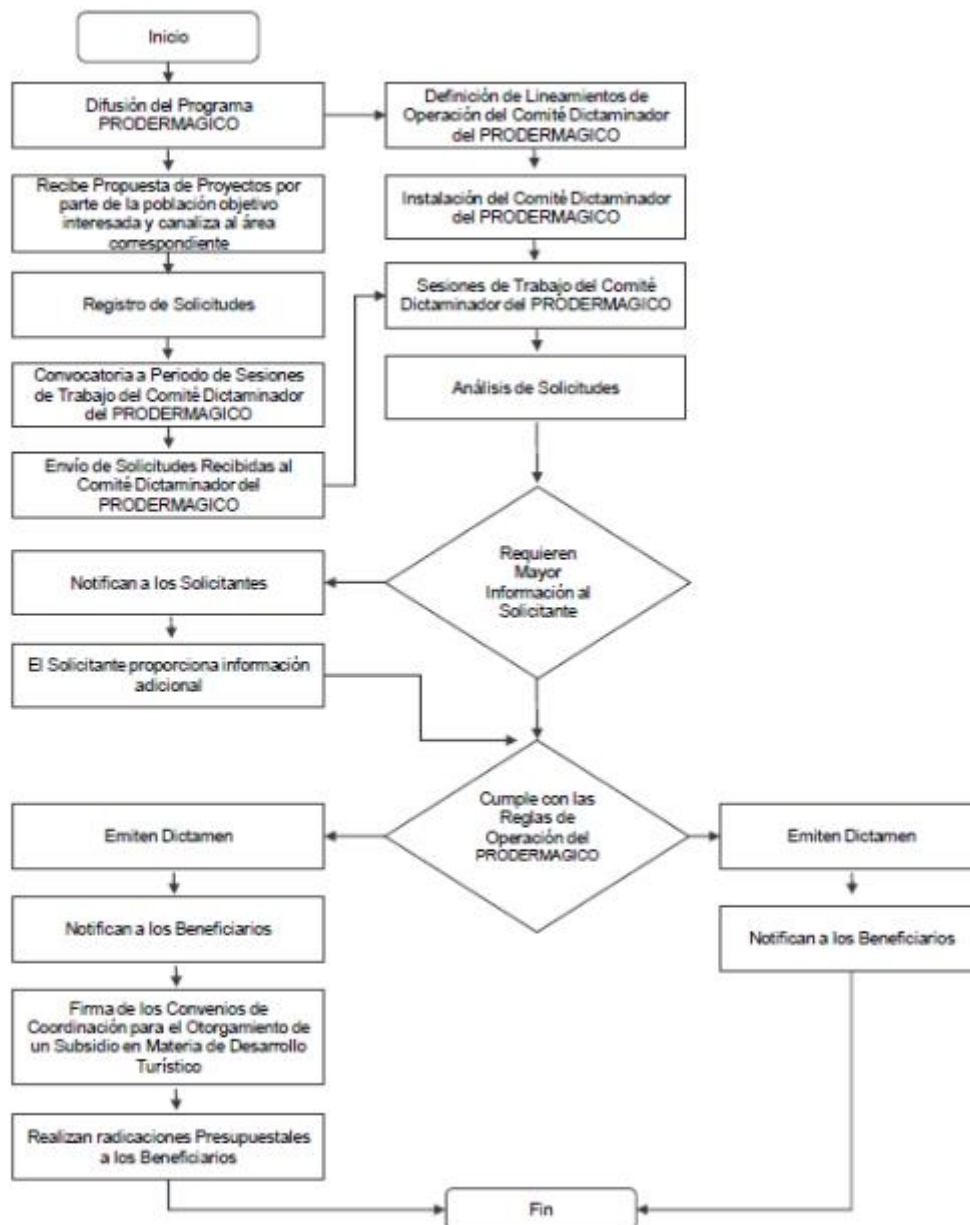 Inicio
Difusión del Programa
PRODERMAGICO
Recibe Propuesta de Proyectos por
parte de la población objetivo
interesada y canaliza al área
correspondiente
Registro de Solicitudes
Convocatoria a Periodo de Sesiones
de Trabajo del Comité Dictaminador
del PRODERMAGICO
Envío de Solicitudes Recibidas al
Comité Dictaminador del
PRODERMAGICO
Definición de Lineamientos de
Operación del Comité Dictaminador
del PRODERMAGICO
Instalación del Comité Dictaminador
del PRODERMAGICO
Sesiones de Trabajo del Comité
Dictaminador del PRODERMAGICO
Análisis de Solicitudes
Requieren
Mayor
Información al
Solicitante
Notifican a los Solicitantes
El Solicitante proporciona información
adicional
Cumple con las
Reglas de
Operación del
PRODERMAGICO
Emiten Dictamen
Notifican a los Beneficiarios
Firma de los Convenios de
Coordinación para el Otorgamiento de
un Subsidio en Materia de Desarrollo
Turístico
Realizan radicaciones Presupuestales
a los Beneficiarios
Emiten Dictamen
Notifican a los Beneficiarios
Fin